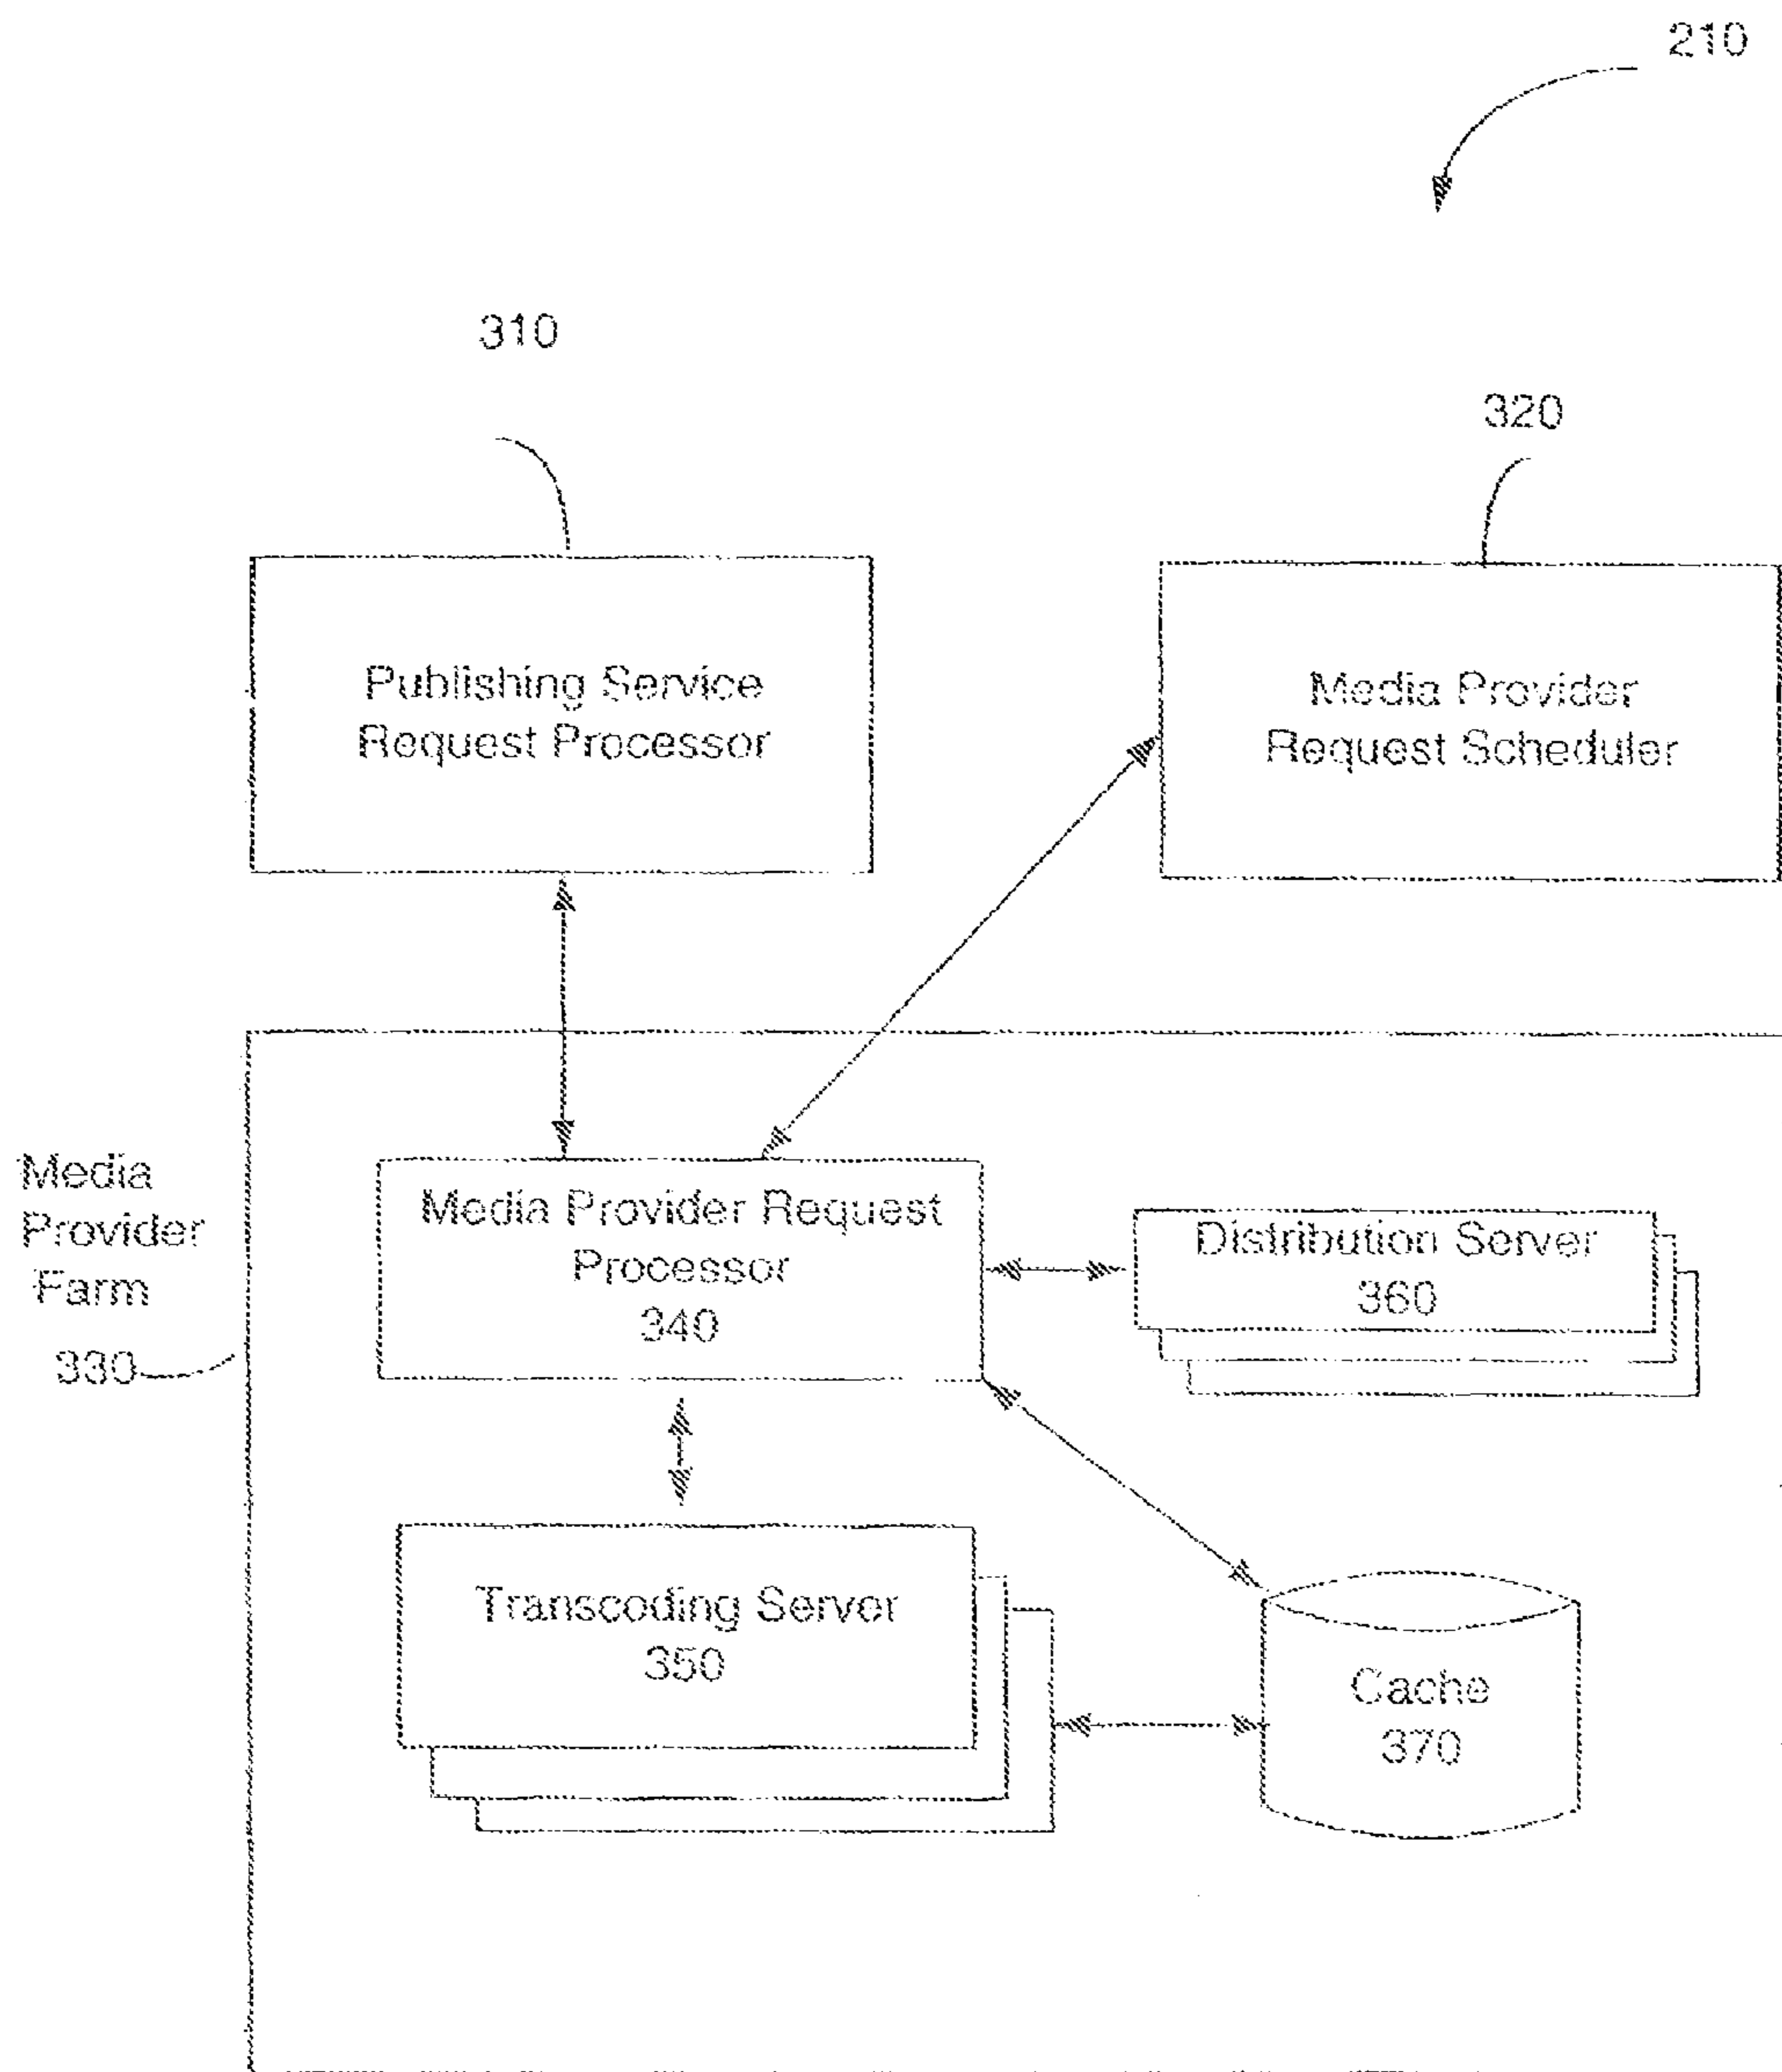 210
310
320
Publishing Service
Request Processor
Media Provider
Request Scheduler
Media
Provider
Farm
330
Media Provider Request
Processor
340
Distribution Server
360
Transcoding Server
350
Cache
370